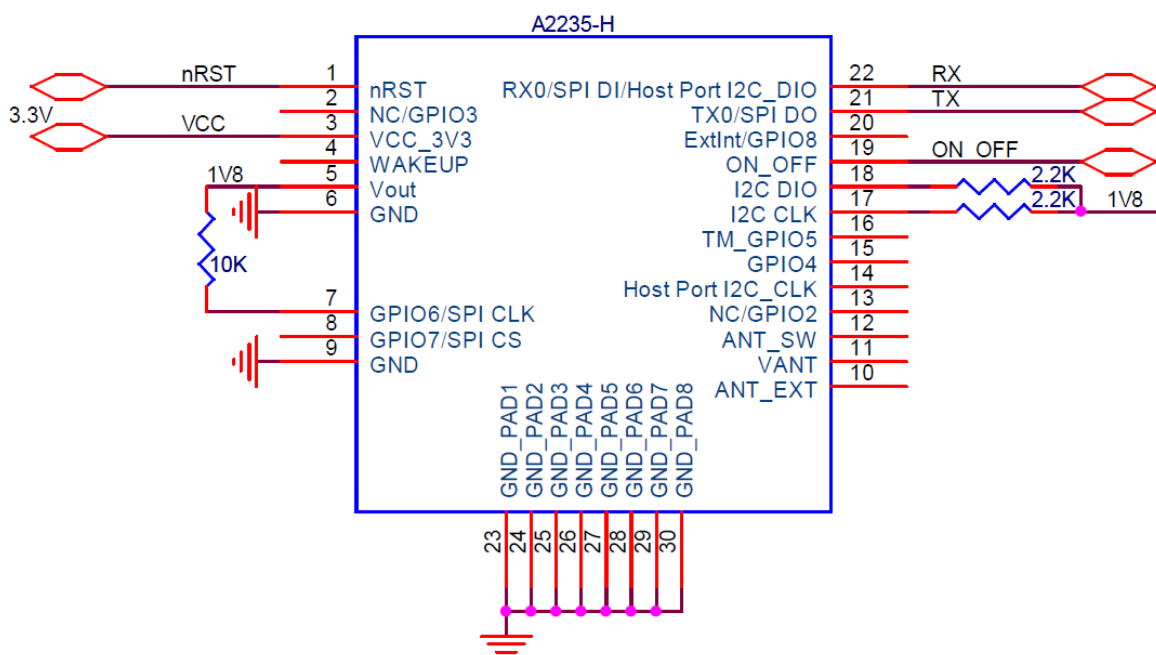 A2235-H
nRST 1 nRST
2 NC/GPIO3
3.3V VCC 3 VCC_3V3
4 WAKEUP
1V8 5 Vout
6 GND
10K
7 GPIO6/SPI CLK
8 GPIO7/SPI CS
9 GND
RX0/SPI DI/Host Port I2C_DIO 22 RX
TX0/SPI DO 21 TX
ExtInt/GPIO8 20
ON_OFF 19 ON_OFF
I2C DIO 18 2.2K
I2C CLK 17 2.2K 1V8
TM_GPIO5 16
GPIO4 15
Host Port I2C_CLK 14
NC/GPIO2 13
ANT_SW 12
VANT 11
ANT_EXT 10
GND_PAD1 23
GND_PAD2 24
GND_PAD3 25
GND_PAD4 26
GND_PAD5 27
GND_PAD6 28
GND_PAD7 29
GND_PAD8 30